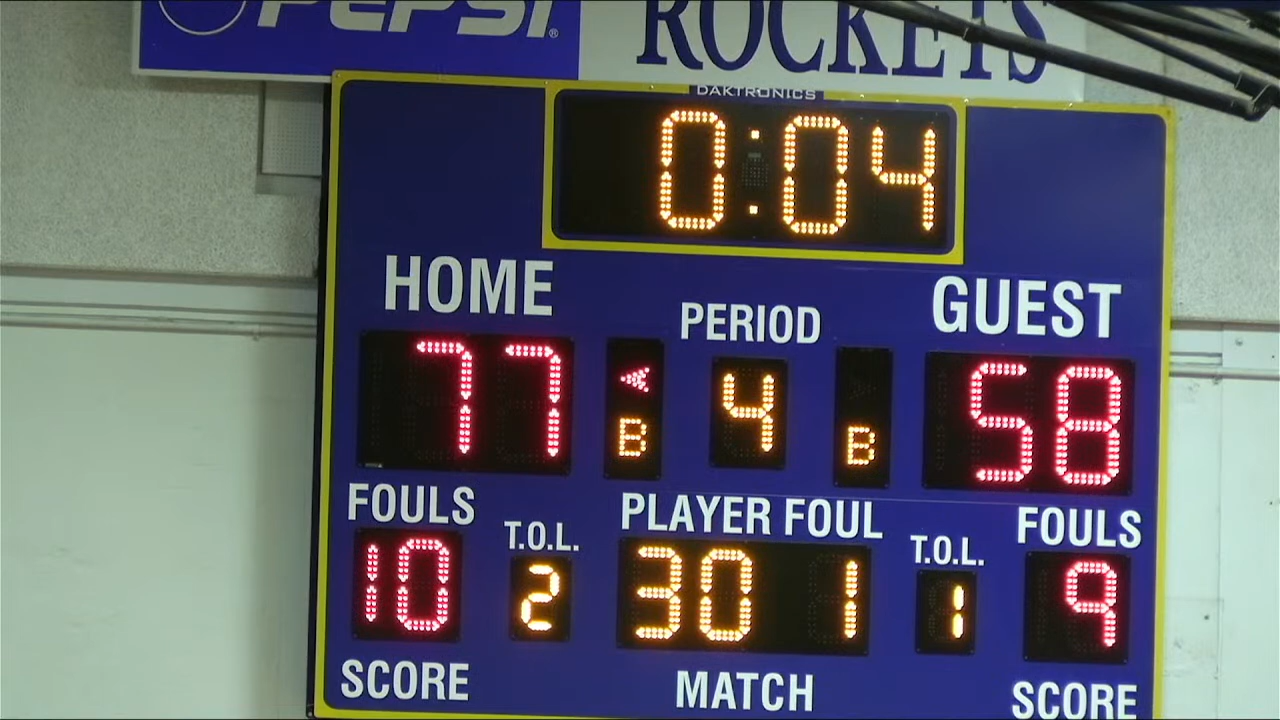 PEPSI®
ROCKETS
DAKTRONICS
0:04
HOME
PERIOD
GUEST
77
B
4
B
58
FOULS
T.O.L.
PLAYER FOUL
T.O.L.
FOULS
10
2
30 1
1
9
SCORE
MATCH
SCORE